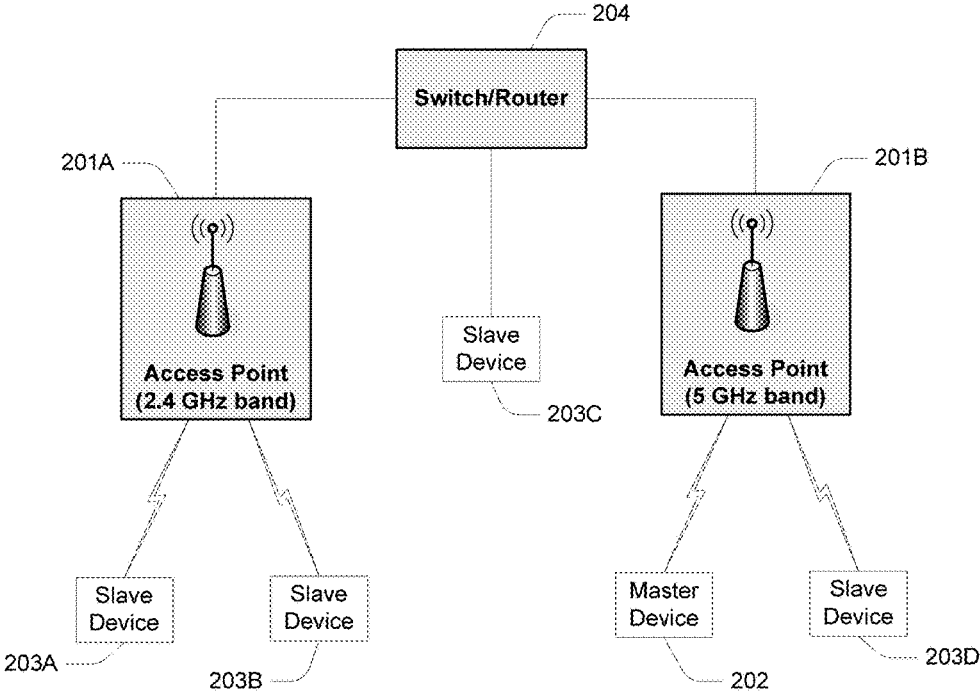 204
Switch/Router
201A
201B
Access Point
(2.4 GHz band)
Slave
Device
203C
Access Point
(5 GHz band)
Slave
Device
203A
Slave
Device
203B
Master
Device
202
Slave
Device
203D